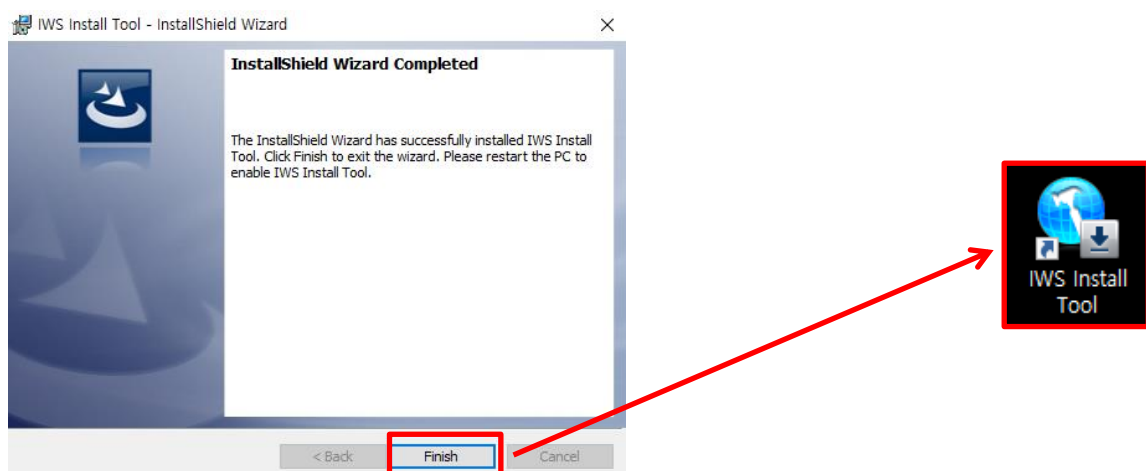 IWS Install Tool - InstallShield Wizard
InstallShield Wizard Completed
The InstallShield Wizard has successfully installed IWS Install
Tool. Click Finish to exit the wizard. Please restart the PC to
enable IWS Install Tool.
< Back
Finish
Cancel
IWS Install
Tool